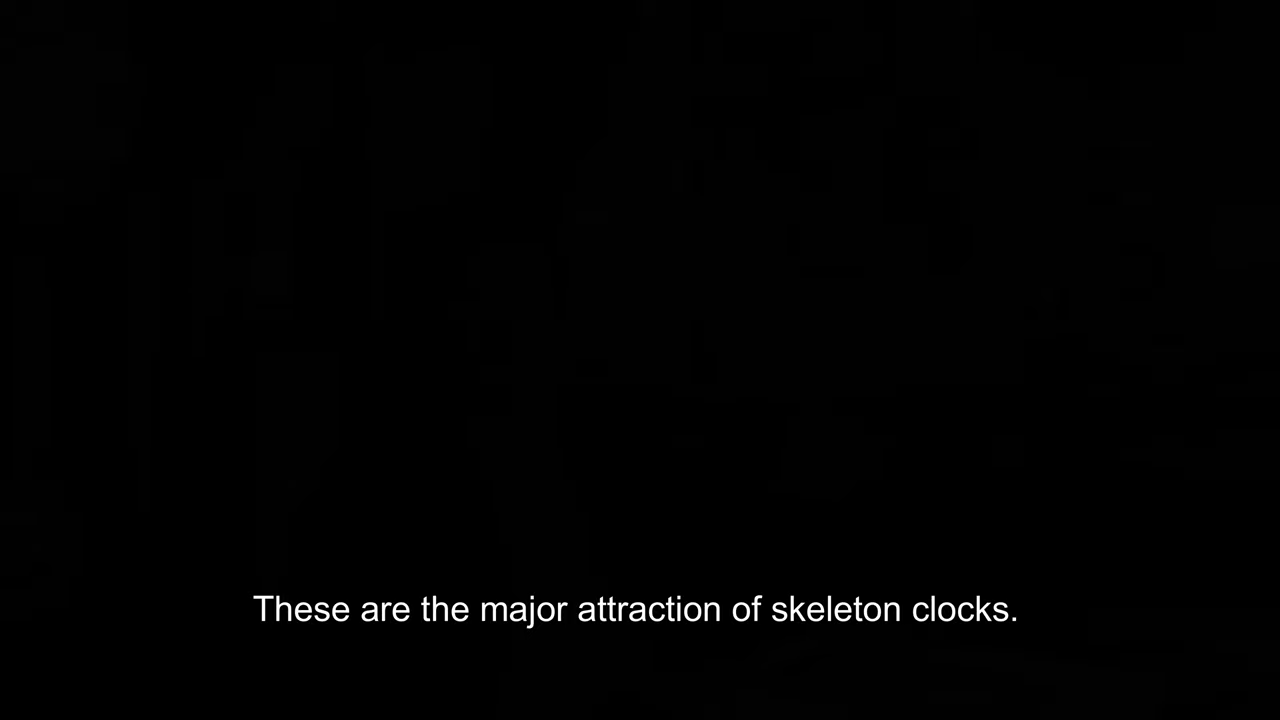 These are the major attraction of skeleton clocks.